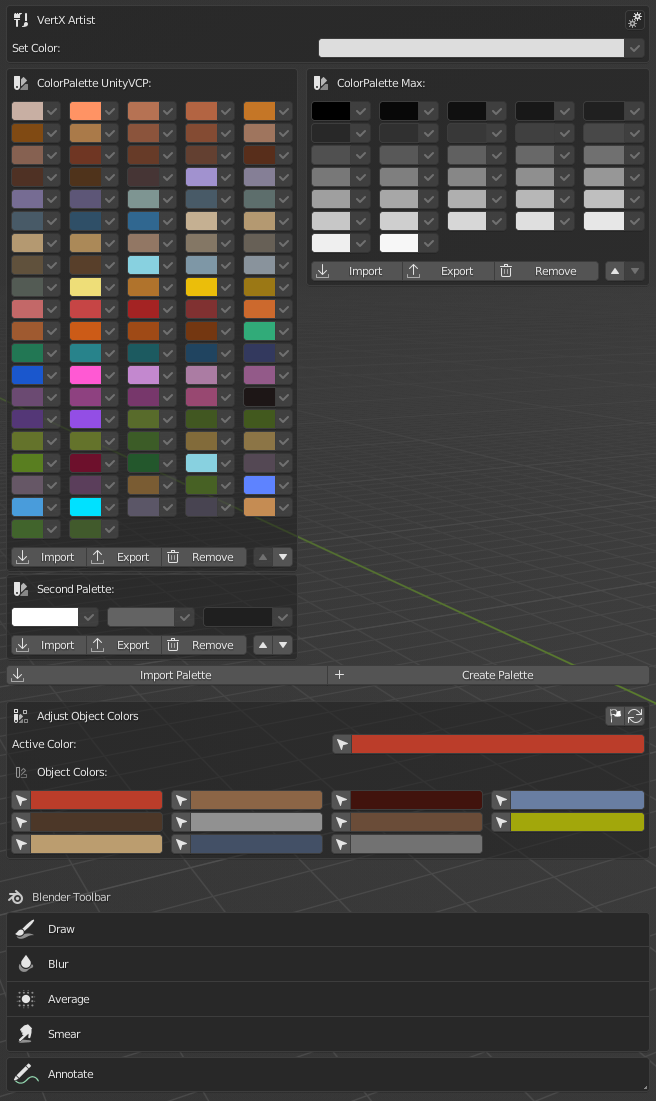 VertX Artist
Set Color:
ColorPalette UnityVCP:
ColorPalette Max:
Import Export Remove
Import Export Remove
Second Palette:
Import Export Remove
Import Palette Create Palette
Adjust Object Colors
Active Color:
Object Colors:
Blender Toolbar
Draw
Blur
Average
Smear
Annotate